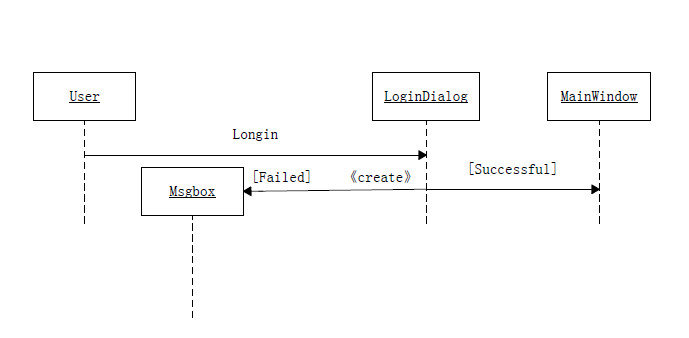 User
LoginDialog
MainWindow
Longin
[Failed]
《create》
[Successful]
Msgbox